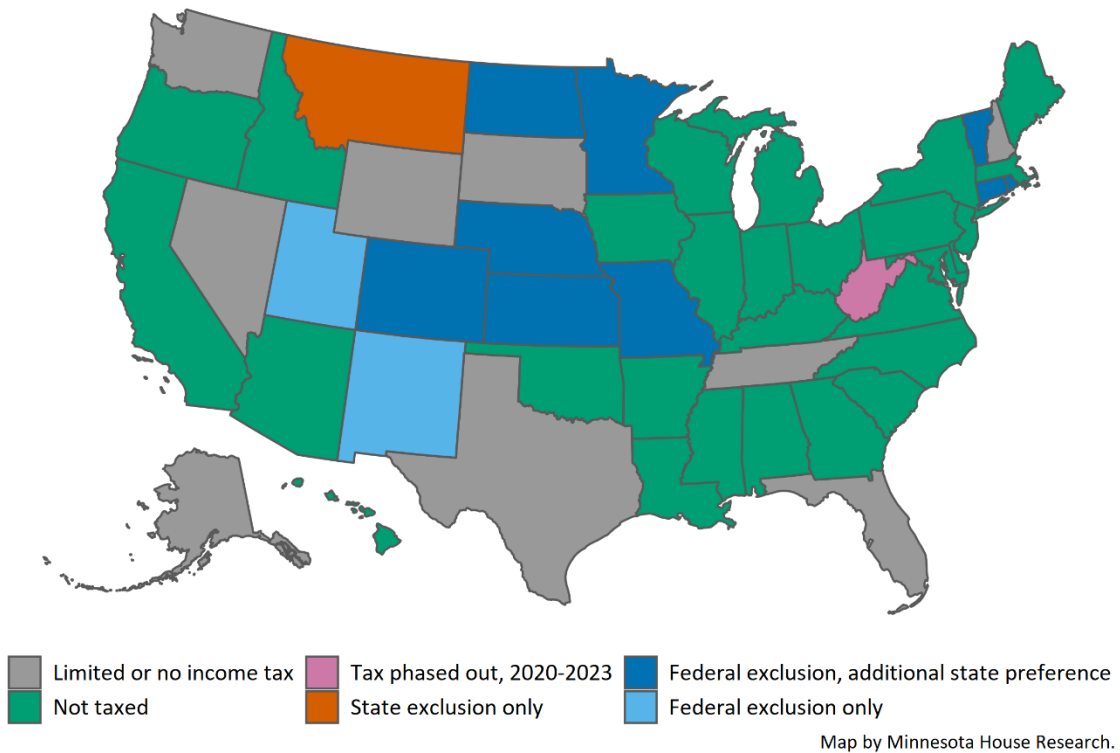 Limited or no income tax
Tax phased out, 2020-2023
Federal exclusion, additional state preference
Not taxed
State exclusion only
Federal exclusion only
Map by Minnesota House Research.